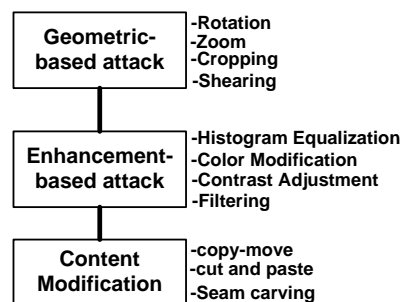 Geometric-
based attack
-Rotation
-Zoom
-Cropping
-Shearing
Enhancement-
based attack
-Histogram Equalization
-Color Modification
-Contrast Adjustment
-Filtering
Content
Modification
-copy-move
-cut and paste
-Seam carving